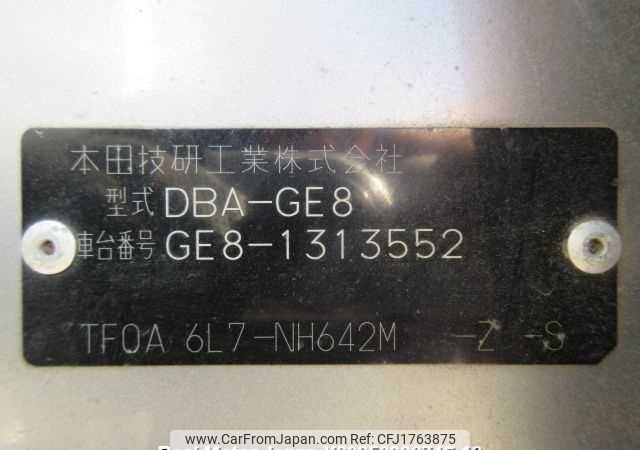 本田技研工業株式会社
型式 DBA-GE8
車台番号 GE8-1313552
TF0A 6L7-NH642M -Z -S
www.CarFromJapan.com - ID: CFJ1763875